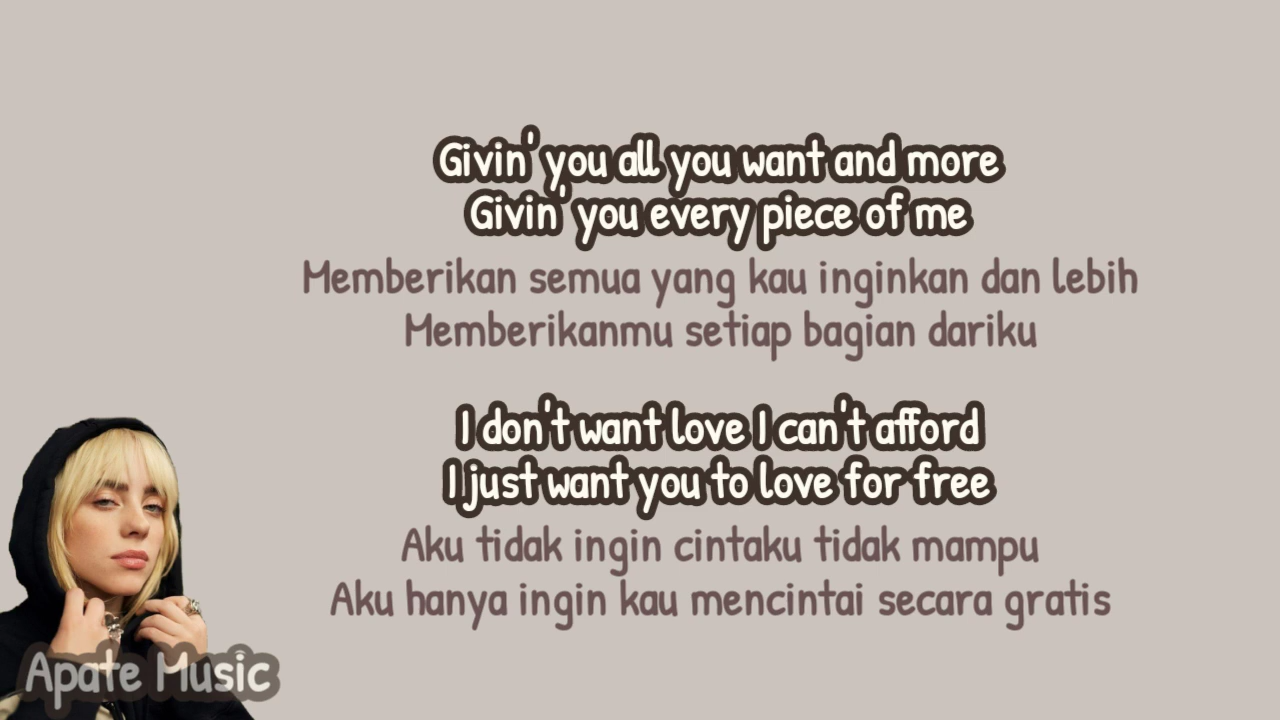 Givin' you all you want and more
Givin' you every piece of me
Memberikan semua yang kau inginkan dan lebih
Memberikanmu setiap bagian dariku
I don't want love I can't afford
I just want you to love for free
Aku tidak ingin cintaku tidak mampu
Aku hanya ingin kau mencintai secara gratis
Apate Music